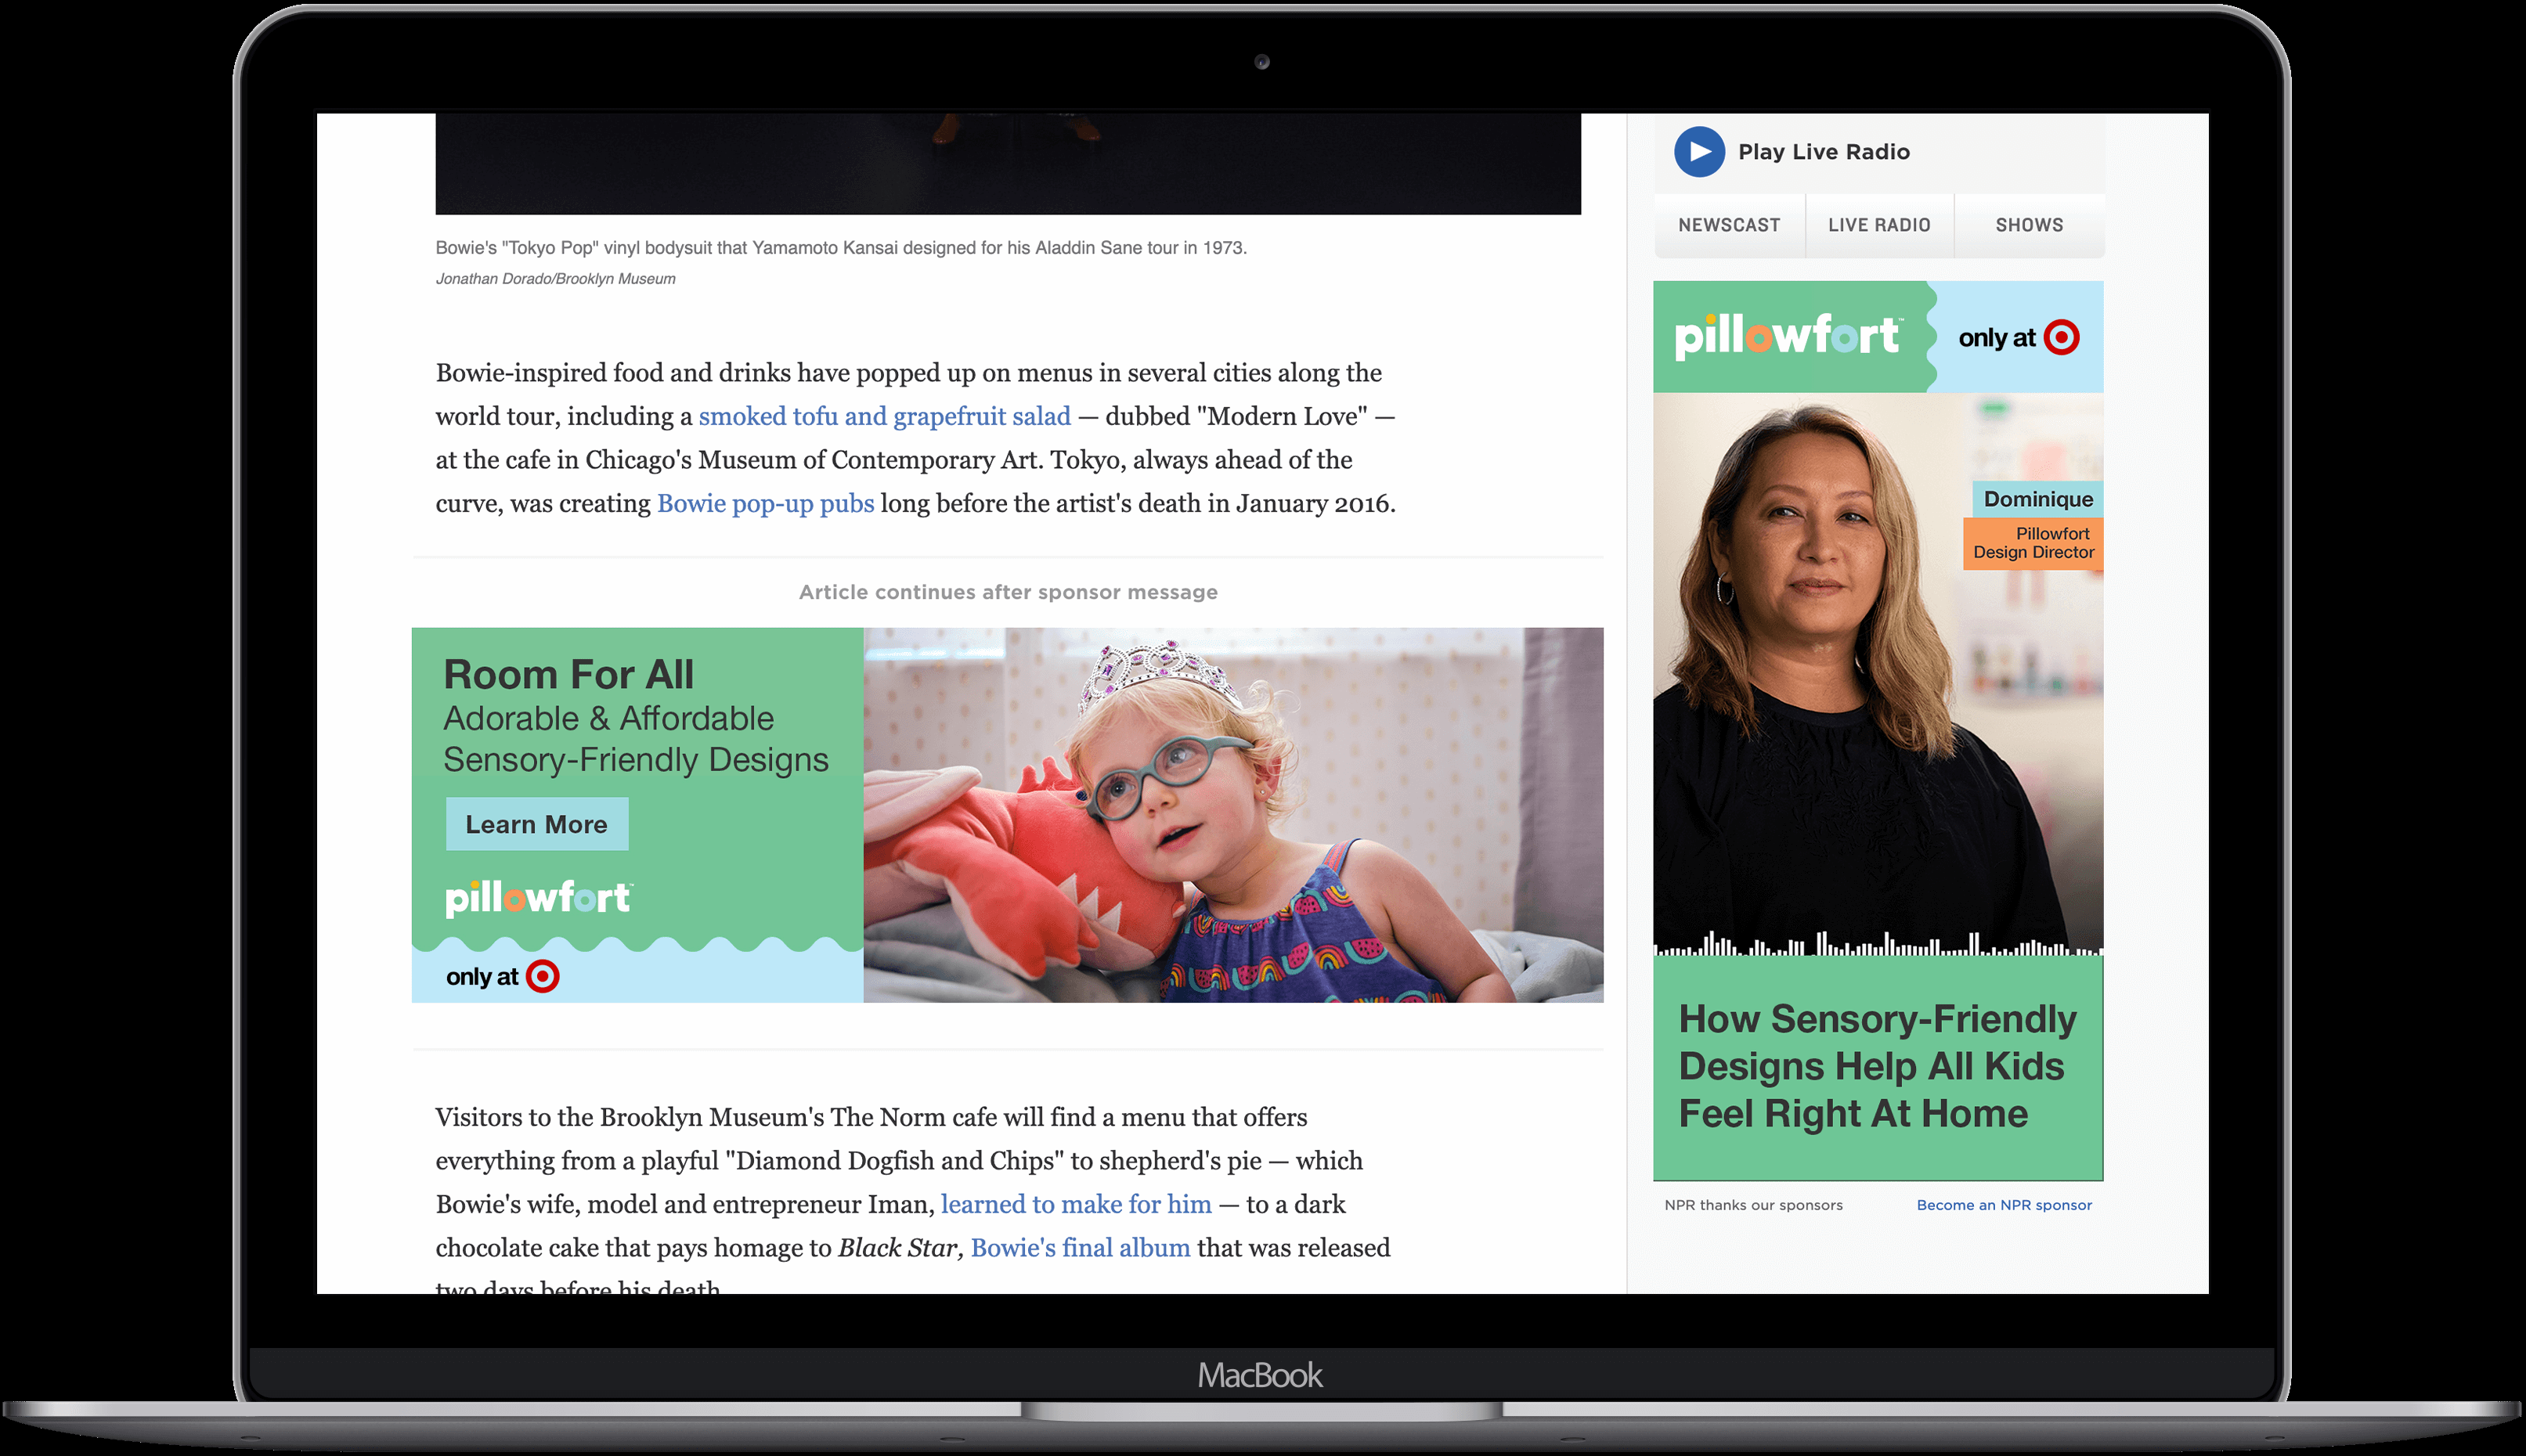 Bowie's "Tokyo Pop" vinyl bodysuit that Yamamoto Kansai designed for his Aladdin Sane tour in 1973.
Jonathan Dorado/Brooklyn Museum
Bowie-inspired food and drinks have popped up on menus in several cities along the
world tour, including a smoked tofu and grapefruit salad — dubbed "Modern Love" —
at the cafe in Chicago's Museum of Contemporary Art. Tokyo, always ahead of the
curve, was creating Bowie pop-up pubs long before the artist's death in January 2016.
Article continues after sponsor message
Room For All
Adorable & Affordable
Sensory-Friendly Designs
Learn More
pillowfort™
only at
Visitors to the Brooklyn Museum's The Norm cafe will find a menu that offers
everything from a playful "Diamond Dogfish and Chips" to shepherd's pie — which
Bowie's wife, model and entrepreneur Iman, learned to make for him — to a dark
chocolate cake that pays homage to Black Star, Bowie's final album that was released
two days before his death.
Play Live Radio
NEWSCAST
LIVE RADIO
SHOWS
pillowfort™
only at
Dominique
Pillowfort
Design Director
How Sensory-Friendly
Designs Help All Kids
Feel Right At Home
NPR thanks our sponsors
Become an NPR sponsor
MacBook